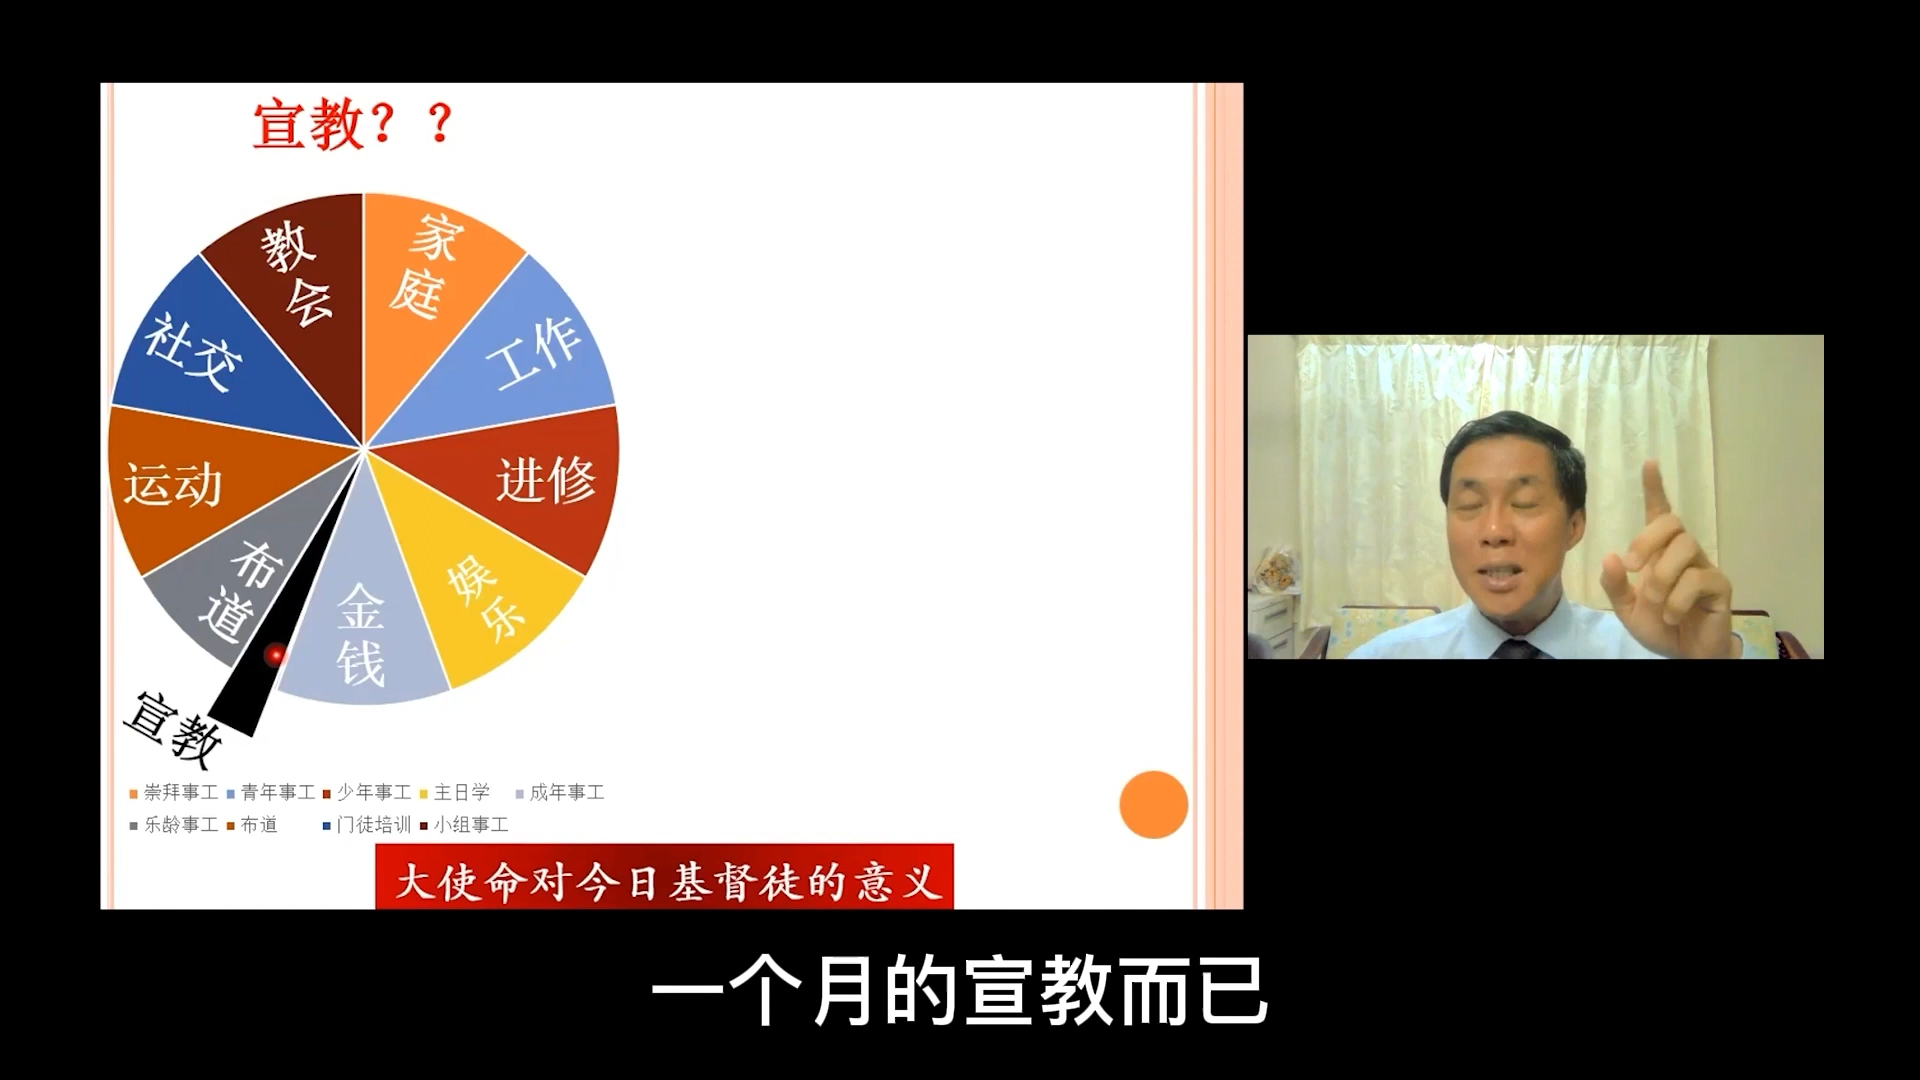 宣教？？
教会
家庭
社交
工作
运动
进修
布道
娱乐
金钱
宣教
崇拜事工 青年事工 少年事工 主日学 成年事工
乐龄事工 布道 门徒培训 小组事工
大使命对今日基督徒的意义
一个月的宣教而已